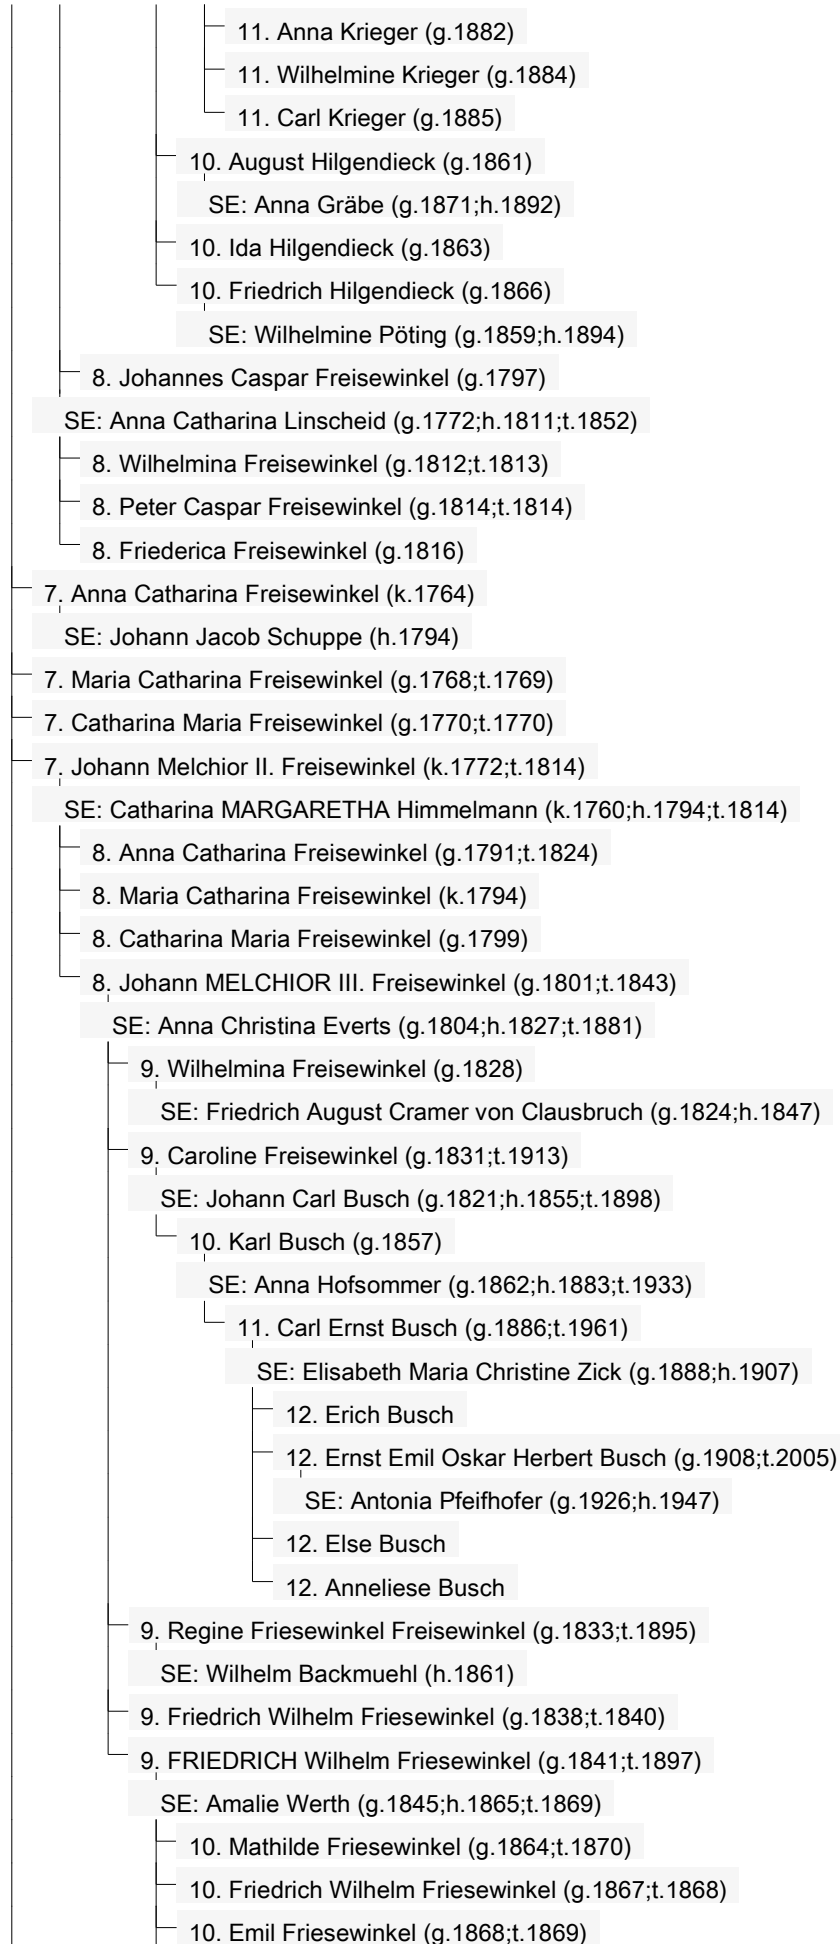 11. Anna Krieger (g.1882)
11. Wilhelmine Krieger (g.1884)
11. Carl Krieger (g.1885)
10. August Hilgendieck (g.1861)
SE: Anna Gräbe (g.1871;h.1892)
10. Ida Hilgendieck (g.1863)
10. Friedrich Hilgendieck (g.1866)
SE: Wilhelmine Pöting (g.1859;h.1894)
8. Johannes Caspar Freisewinkel (g.1797)
SE: Anna Catharina Linscheid (g.1772;h.1811;t.1852)
8. Wilhelmina Freisewinkel (g.1812;t.1813)
8. Peter Caspar Freisewinkel (g.1814;t.1814)
8. Friederica Freisewinkel (g.1816)
7. Anna Catharina Freisewinkel (k.1764)
SE: Johann Jacob Schuppe (h.1794)
7. Maria Catharina Freisewinkel (g.1768;t.1769)
7. Catharina Maria Freisewinkel (g.1770;t.1770)
7. Johann Melchior II. Freisewinkel (k.1772;t.1814)
SE: Catharina MARGARETHA Himmelmann (k.1760;h.1794;t.1814)
8. Anna Catharina Freisewinkel (g.1791;t.1824)
8. Maria Catharina Freisewinkel (k.1794)
8. Catharina Maria Freisewinkel (g.1799)
8. Johann MELCHIOR III. Freisewinkel (g.1801;t.1843)
SE: Anna Christina Everts (g.1804;h.1827;t.1881)
9. Wilhelmina Freisewinkel (g.1828)
SE: Friedrich August Cramer von Clausbruch (g.1824;h.1847)
9. Caroline Freisewinkel (g.1831;t.1913)
SE: Johann Carl Busch (g.1821;h.1855;t.1898)
10. Karl Busch (g.1857)
SE: Anna Hofsommer (g.1862;h.1883;t.1933)
11. Carl Ernst Busch (g.1886;t.1961)
SE: Elisabeth Maria Christine Zick (g.1888;h.1907)
12. Erich Busch
12. Ernst Emil Oskar Herbert Busch (g.1908;t.2005)
SE: Antonia Pfeifhofer (g.1926;h.1947)
12. Else Busch
12. Anneliese Busch
9. Regine Friesewinkel Freisewinkel (g.1833;t.1895)
SE: Wilhelm Backmuehl (h.1861)
9. Friedrich Wilhelm Friesewinkel (g.1838;t.1840)
9. FRIEDRICH Wilhelm Friesewinkel (g.1841;t.1897)
SE: Amalie Werth (g.1845;h.1865;t.1869)
10. Mathilde Friesewinkel (g.1864;t.1870)
10. Friedrich Wilhelm Friesewinkel (g.1867;t.1868)
10. Emil Friesewinkel (g.1868;t.1869)